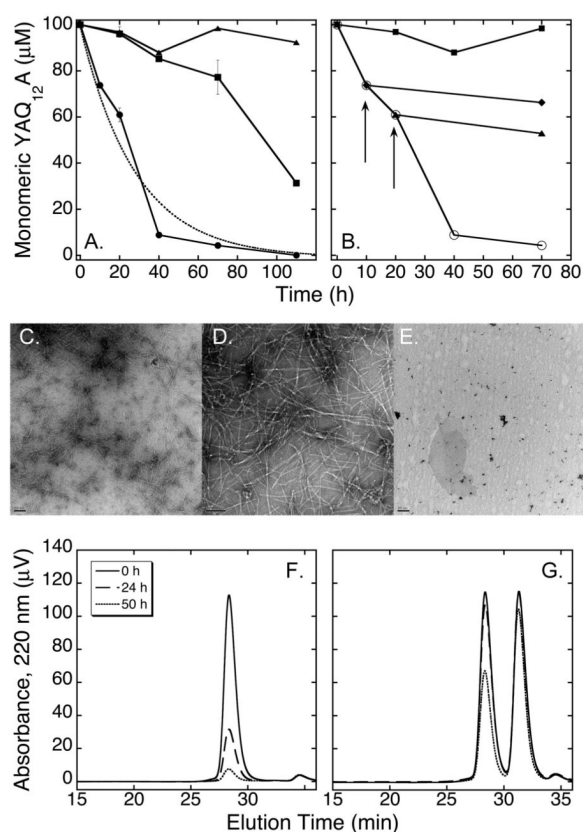 Monomeric YAQ12A (μM)
100
80
60
40
20
0
A.
B.
0 20 40 60 80 100
0 10 20 30 40 50 60 70 80
Time (h)
C.
D.
E.
Absorbance, 220 nm (μV)
140
120
100
80
60
40
20
0
0 h
24 h
50 h
F.
G.
15 20 25 30 35
15 20 25 30 35
Elution Time (min)